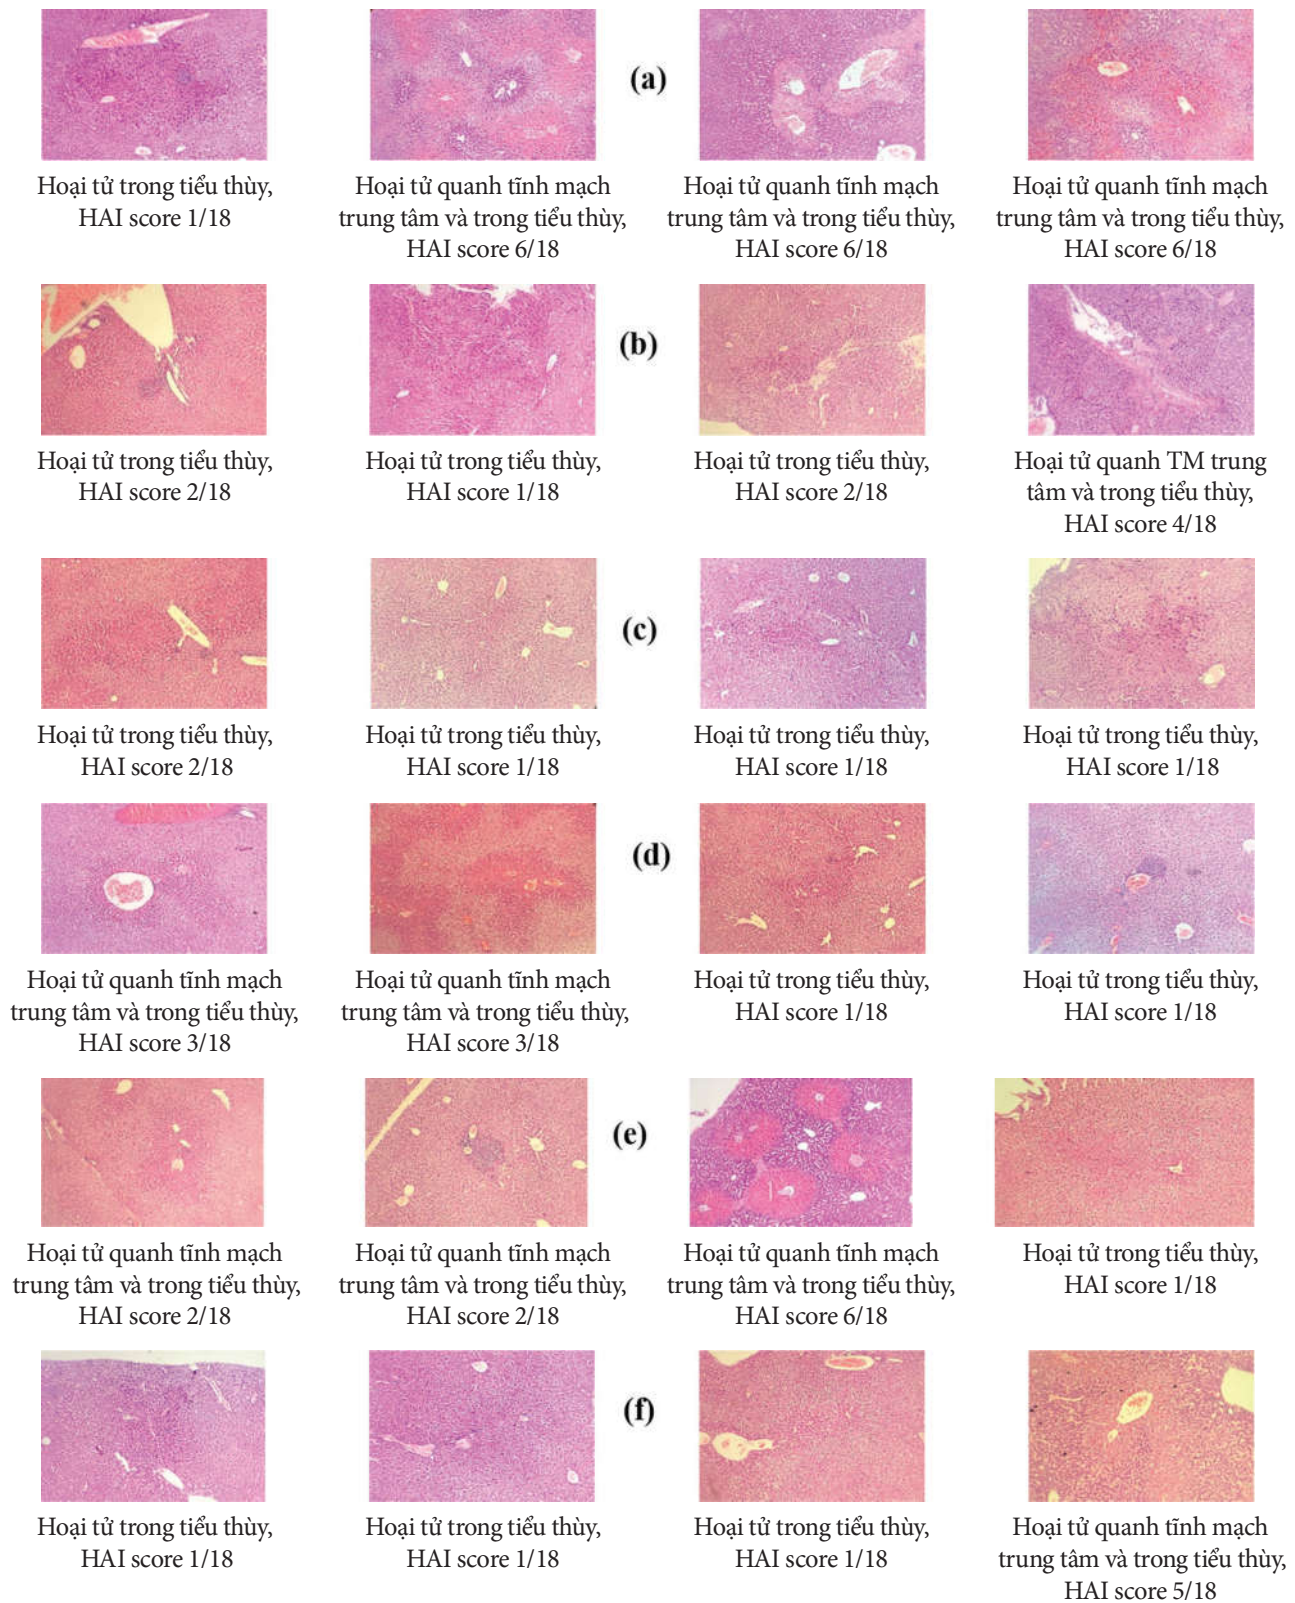 (a)
Hoại tử trong tiểu thùy,
HAI score 1/18
Hoại tử quanh tĩnh mạch
trung tâm và trong tiểu thùy,
HAI score 6/18
Hoại tử quanh tĩnh mạch
trung tâm và trong tiểu thùy,
HAI score 6/18
Hoại tử quanh tĩnh mạch
trung tâm và trong tiểu thùy,
HAI score 6/18
(b)
Hoại tử trong tiểu thùy,
HAI score 2/18
Hoại tử trong tiểu thùy,
HAI score 1/18
Hoại tử trong tiểu thùy,
HAI score 2/18
Hoại tử quanh TM trung
tâm và trong tiểu thùy,
HAI score 4/18
(c)
Hoại tử trong tiểu thùy,
HAI score 2/18
Hoại tử trong tiểu thùy,
HAI score 1/18
Hoại tử trong tiểu thùy,
HAI score 1/18
Hoại tử trong tiểu thùy,
HAI score 1/18
(d)
Hoại tử quanh tĩnh mạch
trung tâm và trong tiểu thùy,
HAI score 3/18
Hoại tử quanh tĩnh mạch
trung tâm và trong tiểu thùy,
HAI score 3/18
Hoại tử trong tiểu thùy,
HAI score 1/18
Hoại tử trong tiểu thùy,
HAI score 1/18
(e)
Hoại tử quanh tĩnh mạch
trung tâm và trong tiểu thùy,
HAI score 2/18
Hoại tử quanh tĩnh mạch
trung tâm và trong tiểu thùy,
HAI score 2/18
Hoại tử quanh tĩnh mạch
trung tâm và trong tiểu thùy,
HAI score 6/18
Hoại tử trong tiểu thùy,
HAI score 1/18
(f)
Hoại tử trong tiểu thùy,
HAI score 1/18
Hoại tử trong tiểu thùy,
HAI score 1/18
Hoại tử trong tiểu thùy,
HAI score 1/18
Hoại tử quanh tĩnh mạch
trung tâm và trong tiểu thùy,
HAI score 5/18